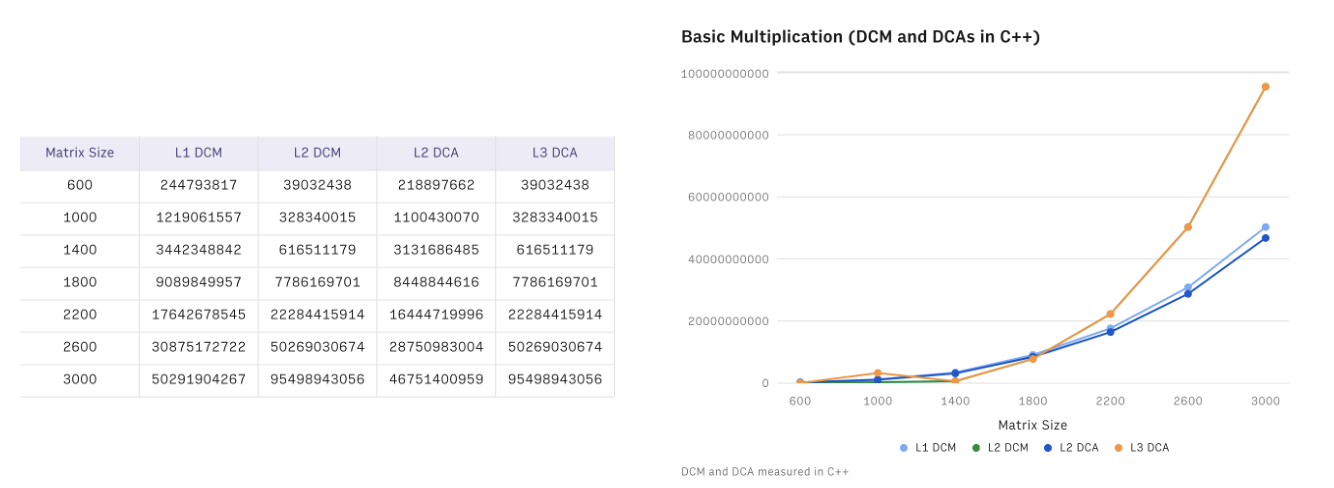 Matrix Size L1 DCM L2 DCM L2 DCA L3 DCA
600 244793817 39032438 218897662 39032438
1000 1219061557 328340015 1100430070 3283340015
1400 3442348842 616511179 3131686485 616511179
1800 9089849957 7786169701 8448844616 7786169701
2200 17642678545 22284415914 16444719996 22284415914
2600 30875172722 50269030674 28750983004 50269030674
3000 50291904267 95498943056 46751400959 95498943056
Basic Multiplication (DCM and DCAs in C++)
100000000000
80000000000
60000000000
40000000000
20000000000
0
600 1000 1400 1800 2200 2600 3000
Matrix Size
L1 DCM L2 DCM L2 DCA L3 DCA
DCM and DCA measured in C++